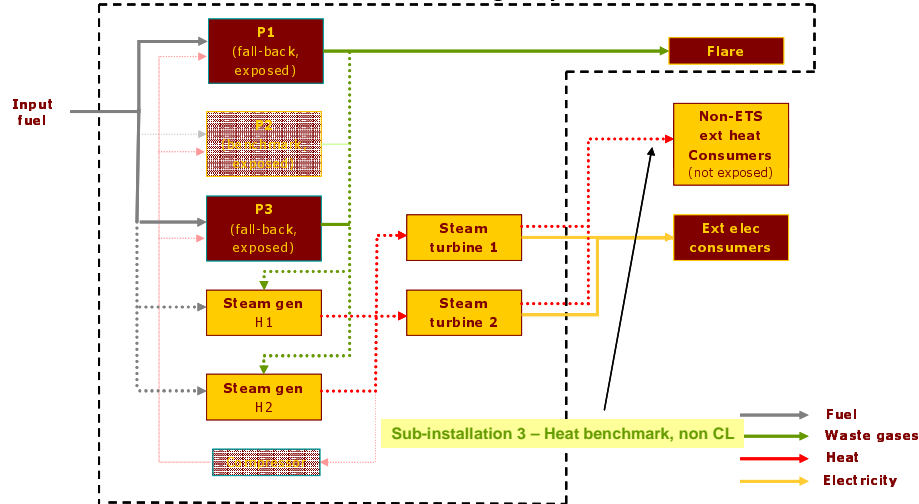 P1
(fall-back,
exposed)
Flare
Input
fuel
Non-ETS
ext heat
Consumers
(not exposed)
P3
(fall-back,
exposed)
Steam
turbine 1
Ext elec
consumers
Steam gen
H1
Steam
turbine 2
Steam gen
H2
Sub-installation 3 – Heat benchmark, non CL
Fuel
Waste gases
Heat
Electricity